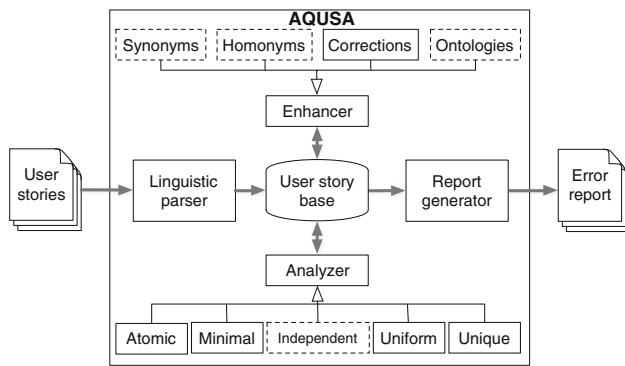 AQUSA
Synonyms Homonyms Corrections Ontologies
Enhancer
User
stories
Linguistic
parser
User story
base
Report
generator
Error
report
Analyzer
Atomic Minimal Independent Uniform Unique